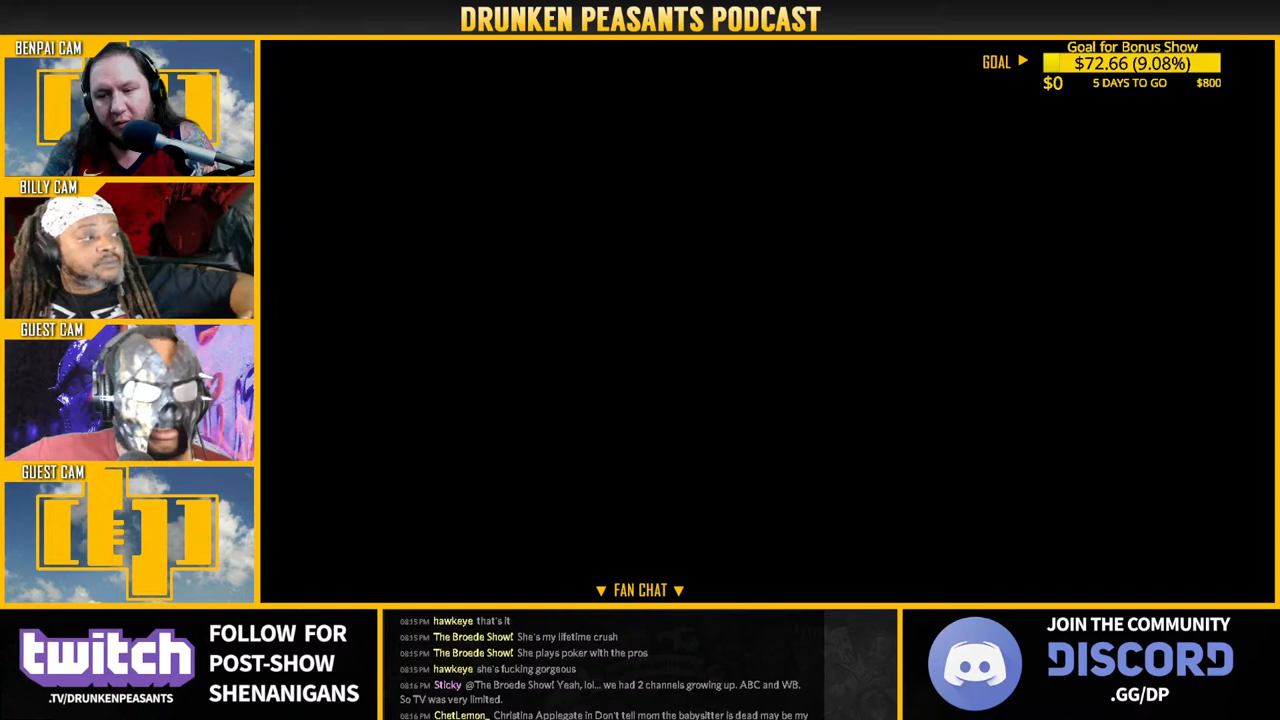 DRUNKEN PEASANTS PODCAST
BENPAI CAM
BILLY CAM
GUEST CAM
GUEST CAM
GOAL ►
Goal for Bonus Show
$72.66 (9.08%)
$0 5 DAYS TO GO $800
▼ FAN CHAT ▼
twitch
.TV/DRUNKENPEASANTS
FOLLOW FOR
POST-SHOW
SHENANIGANS
08:15 PM hawkeye that's it
08:15 PM The Broede Show! She's my lifetime crush
08:15 PM The Broede Show! She plays poker with the pros
08:15 PM hawkeye she's fucking gorgeous
08:16 PM Sticky @The Broede Show! Yeah, lol... we had 2 channels growing up. ABC and WB.
So TV was very limited.
08:16 PM ChetLemon_ Christina Applegate in Don't tell mom the babysitter is dead may be my
JOIN THE COMMUNITY
DISCORD
.GG/DP